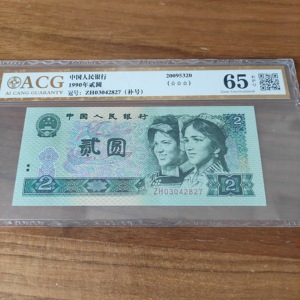 ACG
AI CANG GUARANTY
中国人民银行
1990年贰圆
冠号: ZH03042827 (补号)
20095320
(☆☆☆)
65
中国人民银行
贰圆
2
2
2
ZH03042827